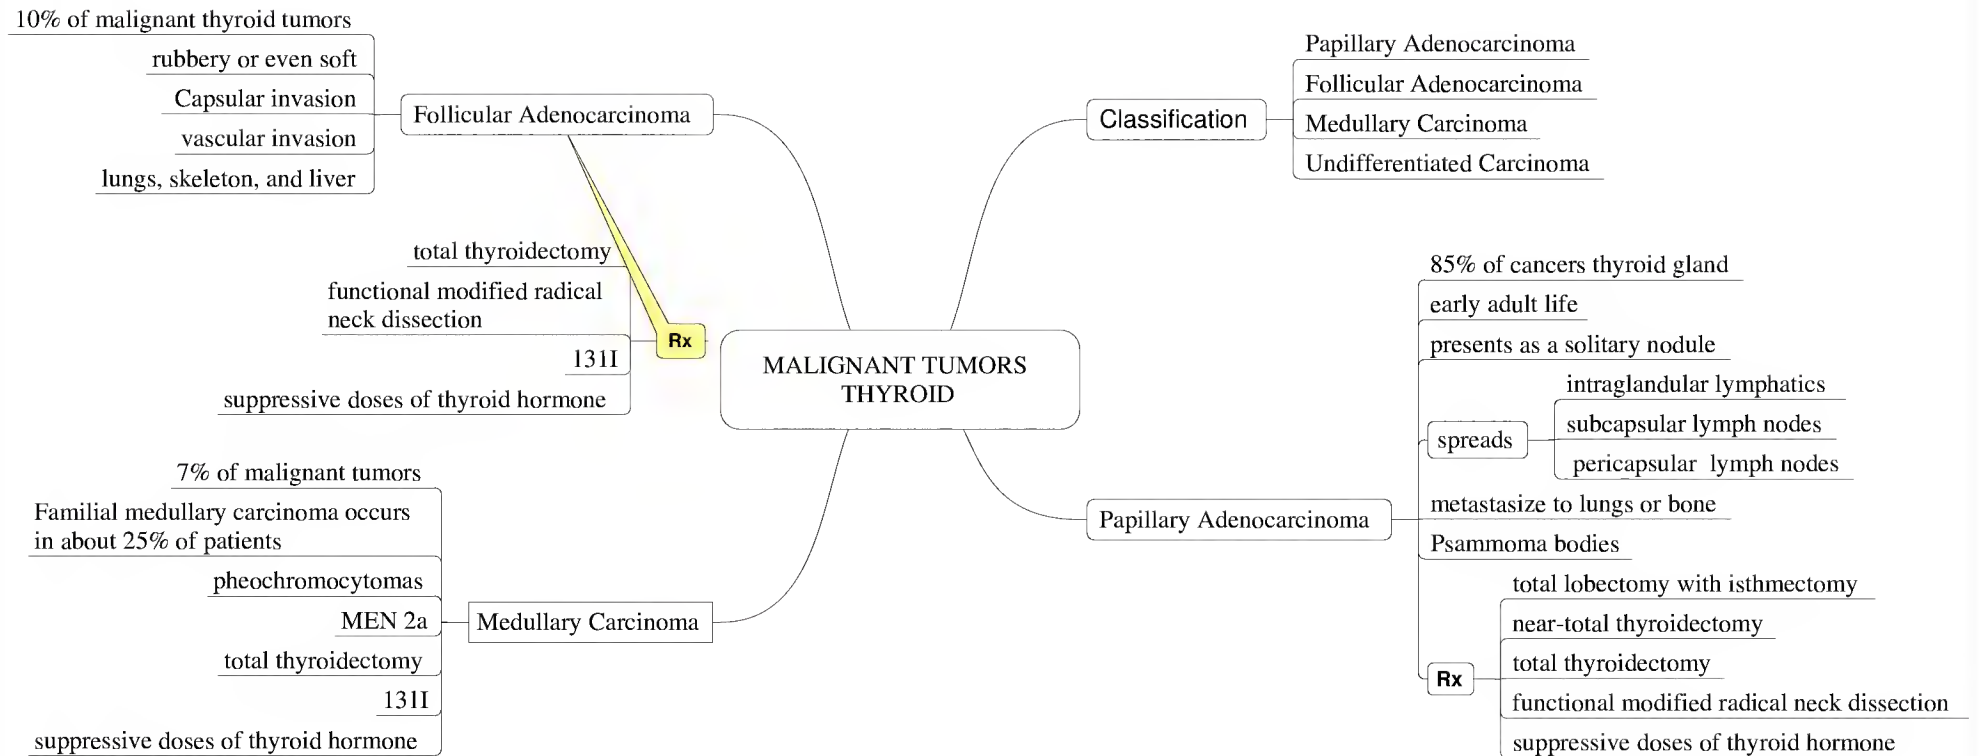 MALIGNANT TUMORS
THYROID
Classification
Papillary Adenocarcinoma
Follicular Adenocarcinoma
Medullary Carcinoma
Undifferentiated Carcinoma
Papillary Adenocarcinoma
85% of cancers thyroid gland
early adult life
presents as a solitary nodule
spreads
intraglandular lymphatics
subcapsular lymph nodes
pericapsular lymph nodes
metastasize to lungs or bone
Psammoma bodies
Rx
total lobectomy with isthmectomy
near-total thyroidectomy
total thyroidectomy
functional modified radical neck dissection
suppressive doses of thyroid hormone
Follicular Adenocarcinoma
10% of malignant thyroid tumors
rubbery or even soft
Capsular invasion
vascular invasion
lungs, skeleton, and liver
Rx
total thyroidectomy
functional modified radical
neck dissection
131I
suppressive doses of thyroid hormone
Medullary Carcinoma
7% of malignant tumors
Familial medullary carcinoma occurs
in about 25% of patients
pheochromocytomas
MEN 2a
total thyroidectomy
131I
suppressive doses of thyroid hormone